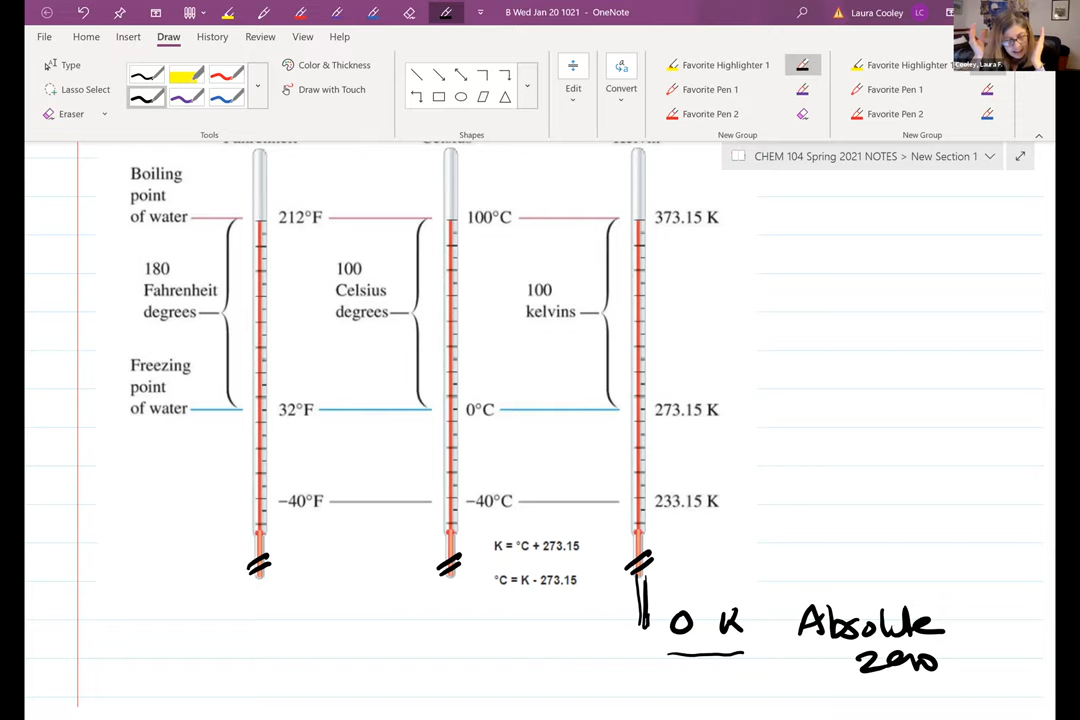 B Wed Jan 20 1021 - OneNote
Laura Cooley
LC
Cooley, Laura F.
File Home Insert Draw History Review View Help
Type
Lasso Select
Eraser
Color & Thickness
Draw with Touch
Edit
Convert
Favorite Highlighter 1
Favorite Pen 1
Favorite Pen 2
Favorite Highlighter 1
Favorite Pen 1
Favorite Pen 2
Tools
Shapes
New Group
New Group
CHEM 104 Spring 2021 NOTES > New Section 1
Boiling
point
of water
212°F
100°C
373.15 K
180
Fahrenheit
degrees
100
Celsius
degrees
100
kelvins
Freezing
point
of water
32°F
0°C
273.15 K
−40°F
−40°C
233.15 K
K = °C + 273.15
°C = K - 273.15
0 K Absolute
zero